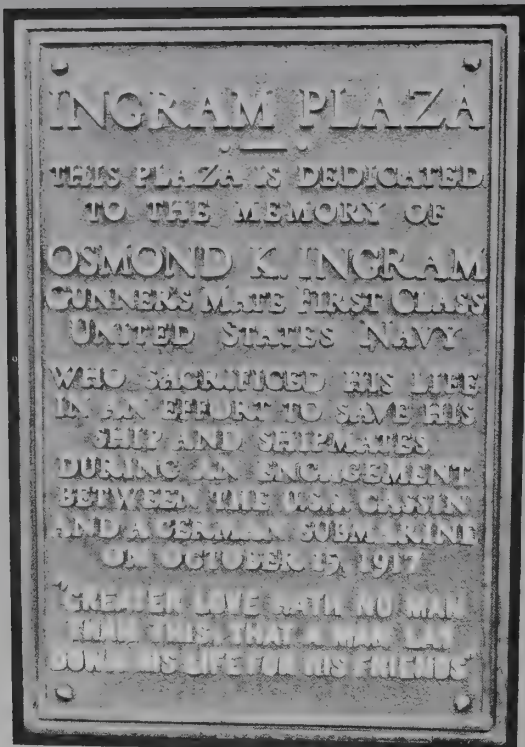 INGRAM PLAZA
THIS PLAZA IS DEDICATED
TO THE MEMORY OF
OSMOND K. INGRAM
GUNNER'S MATE FIRST CLASS
UNITED STATES NAVY
WHO SACRIFICED HIS LIFE
IN AN EFFORT TO SAVE HIS
SHIP AND SHIPMATES
DURING AN ENGAGEMENT
BETWEEN THE U.S.S. CASSIN
AND A GERMAN SUBMARINE
ON OCTOBER 15, 1917
"GREATER LOVE HATH NO MAN
THAN THIS, THAT A MAN LAY
DOWN HIS LIFE FOR HIS FRIENDS"